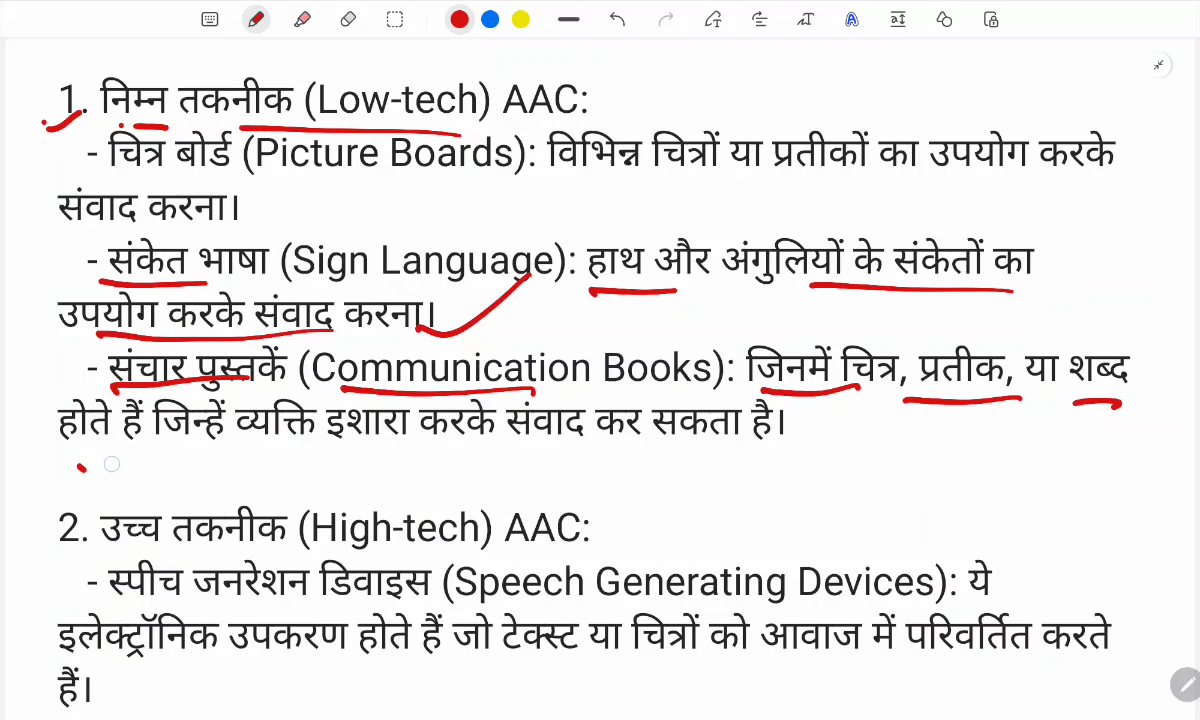 1. निम्न तकनीक (Low-tech) AAC:
- चित्र बोर्ड (Picture Boards): विभिन्न चित्रों या प्रतीकों का उपयोग करके
संवाद करना।
- संकेत भाषा (Sign Language): हाथ और अंगुलियों के संकेतों का
उपयोग करके संवाद करना।
- संचार पुस्तकें (Communication Books): जिनमें चित्र, प्रतीक, या शब्द
होते हैं जिन्हें व्यक्ति इशारा करके संवाद कर सकता है।
2. उच्च तकनीक (High-tech) AAC:
- स्पीच जनरेशन डिवाइस (Speech Generating Devices): ये
इलेक्ट्रॉनिक उपकरण होते हैं जो टेक्स्ट या चित्रों को आवाज में परिवर्तित करते
हैं।